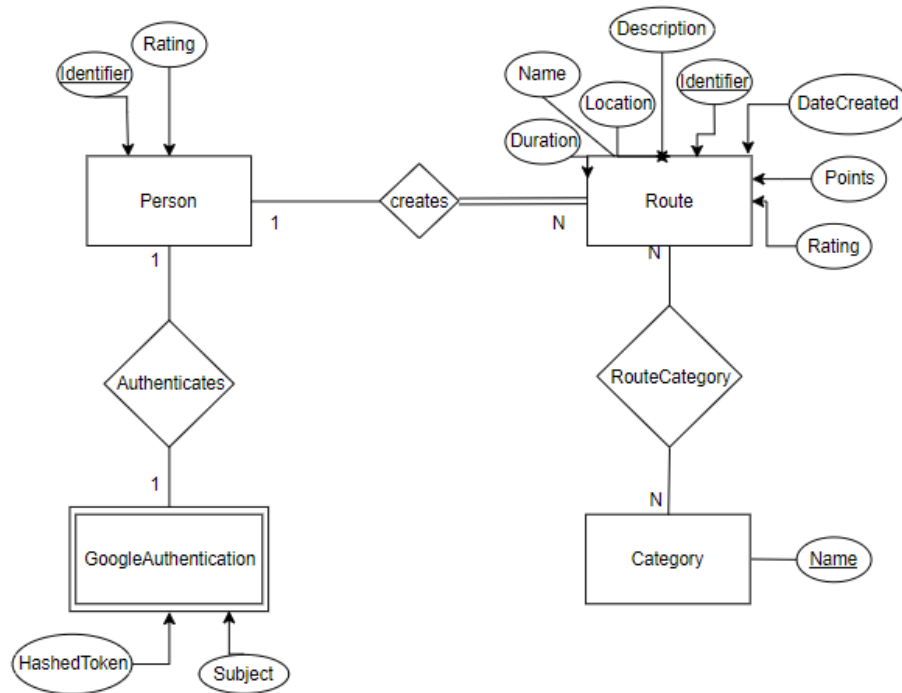 Description
Rating
Name
Identifier
Identifier
Location
DateCreated
Duration
Points
Person
creates
Route
1
N
Rating
1
N
Authenticates
RouteCategory
1
N
GoogleAuthentication
Category
Name
HashedToken
Subject